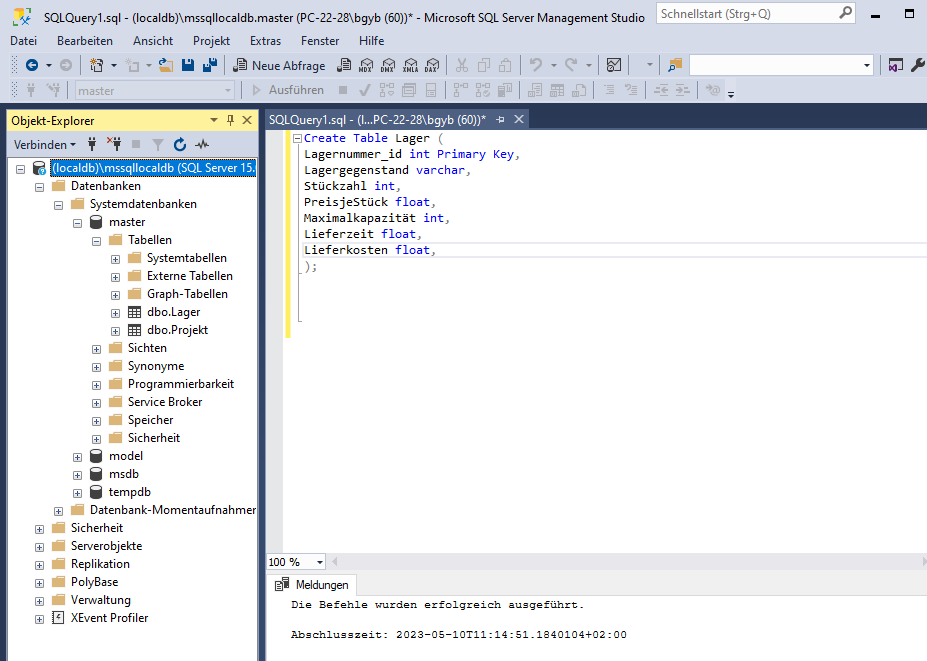 SQLQuery1.sql - (localdb)\mssqllocaldb.master (PC-22-28\bgyb (60))* - Microsoft SQL Server Management Studio
Schnellstart (Strg+Q)
Datei Bearbeiten Ansicht Projekt Extras Fenster Hilfe
Neue Abfrage MDX DMX XMLA DAX
master Ausführen
Objekt-Explorer
Verbinden
(localdb)\mssqllocaldb (SQL Server 15.
Datenbanken
Systemdatenbanken
master
Tabellen
Systemtabellen
Externe Tabellen
Graph-Tabellen
dbo.Lager
dbo.Projekt
Sichten
Synonyme
Programmierbarkeit
Service Broker
Speicher
Sicherheit
model
msdb
tempdb
Datenbank-Momentaufnahmen
Sicherheit
Serverobjekte
Replikation
PolyBase
Verwaltung
XEvent Profiler
SQLQuery1.sql - (l...PC-22-28\bgyb (60))*
Create Table Lager (
Lagernummer_id int Primary Key,
Lagergegenstand varchar,
Stückzahl int,
PreisjeStück float,
Maximalkapazität int,
Lieferzeit float,
Lieferkosten float,
);
100 %
Meldungen
Die Befehle wurden erfolgreich ausgeführt.
Abschlusszeit: 2023-05-10T11:14:51.1840104+02:00